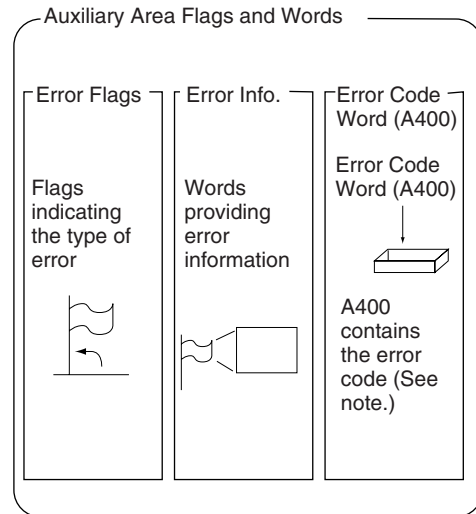 Auxiliary Area Flags and Words
Error Flags
Flags
indicating
the type of
error
Error Info.
Words
providing
error
information
Error Code
Word (A400)
Error Code
Word (A400)
A400
contains
the error
code (See
note.)